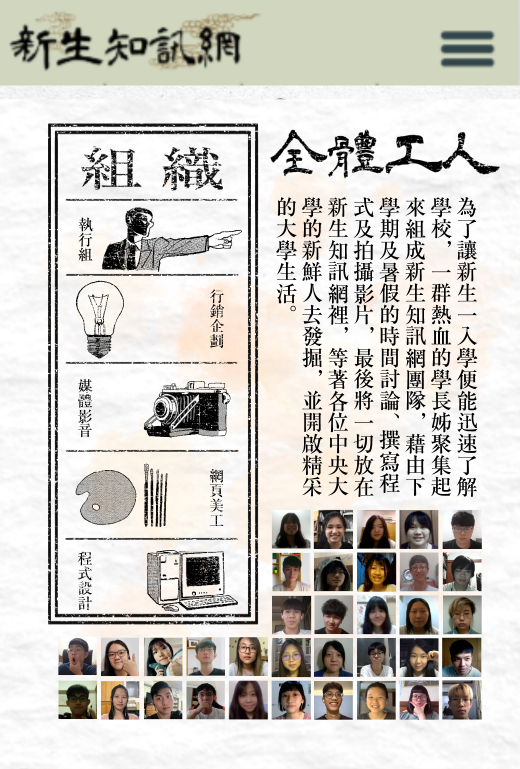 新生知訊網
全體工人
為了讓新生一入學便能迅速了解
學校，一群熱血的學長姊聚集起
來組成新生知訊網團隊，藉由下
學期及暑假的時間討論、撰寫程
式及拍攝影片，最後將一切放在
新生知訊網裡，等著各位中央大
學的新鮮人去發掘，並開啟精采
的大學生活。
組織
執行組
行銷企劃
媒體影音
網頁美工
程式設計